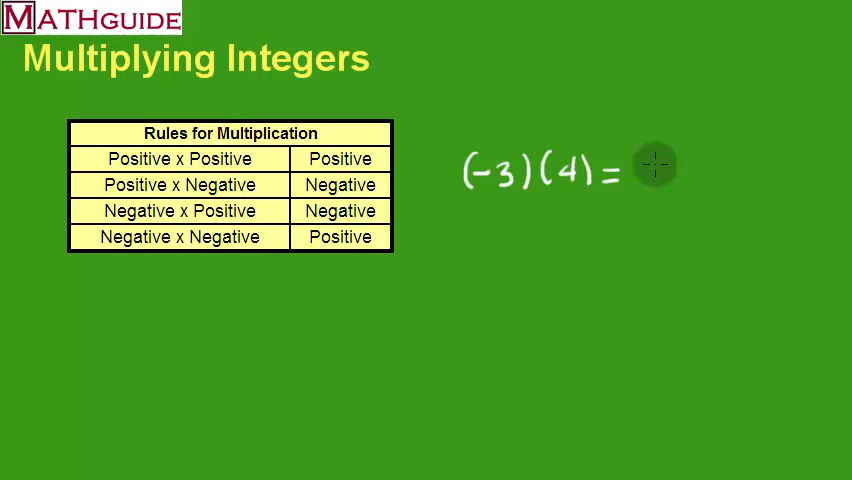 MATHGUIDE
Multiplying Integers
Rules for Multiplication
Positive x Positive Positive
Positive x Negative Negative
Negative x Positive Negative
Negative x Negative Positive
(-3)(4)=